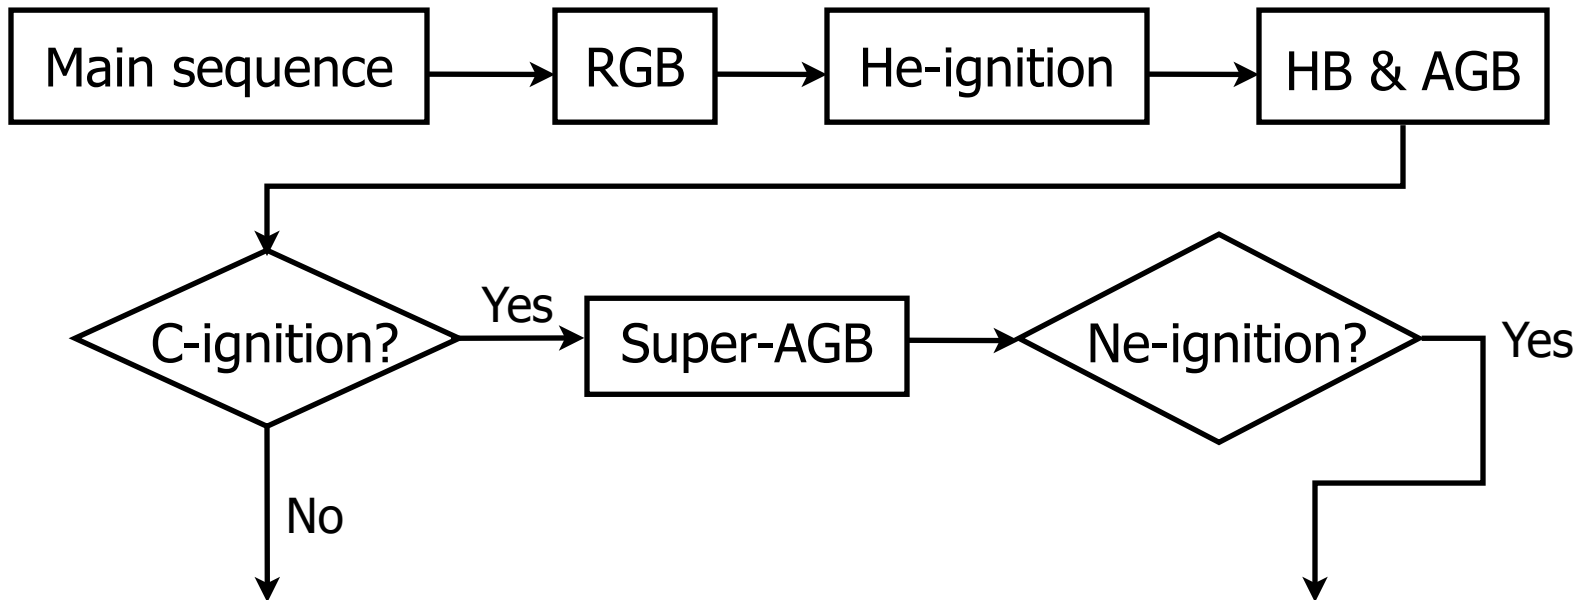 Main sequence
RGB
He-ignition
HB & AGB
C-ignition?
Yes
Super-AGB
Ne-ignition?
Yes
No